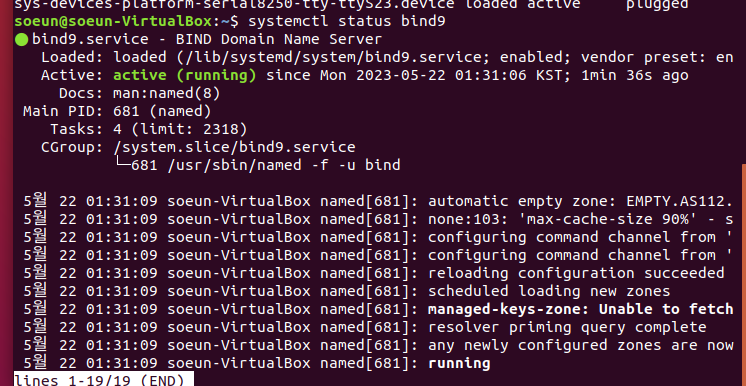 sys-devices-platform-serial8250-tty-ttyS23.device loaded active plugged
soeun@soeun-VirtualBox:~$ systemctl status bind9
● bind9.service - BIND Domain Name Server
Loaded: loaded (/lib/systemd/system/bind9.service; enabled; vendor preset: en
Active: active (running) since Mon 2023-05-22 01:31:06 KST; 1min 36s ago
Docs: man:named(8)
Main PID: 681 (named)
Tasks: 4 (limit: 2318)
CGroup: /system.slice/bind9.service
└─681 /usr/sbin/named -f -u bind
5월 22 01:31:09 soeun-VirtualBox named[681]: automatic empty zone: EMPTY.AS112.
5월 22 01:31:09 soeun-VirtualBox named[681]: none:103: 'max-cache-size 90%' - s
5월 22 01:31:09 soeun-VirtualBox named[681]: configuring command channel from '
5월 22 01:31:09 soeun-VirtualBox named[681]: configuring command channel from '
5월 22 01:31:09 soeun-VirtualBox named[681]: reloading configuration succeeded
5월 22 01:31:09 soeun-VirtualBox named[681]: scheduled loading new zones
5월 22 01:31:09 soeun-VirtualBox named[681]: managed-keys-zone: Unable to fetch
5월 22 01:31:09 soeun-VirtualBox named[681]: resolver priming query complete
5월 22 01:31:09 soeun-VirtualBox named[681]: any newly configured zones are now
5월 22 01:31:09 soeun-VirtualBox named[681]: running
lines 1-19/19 (END)